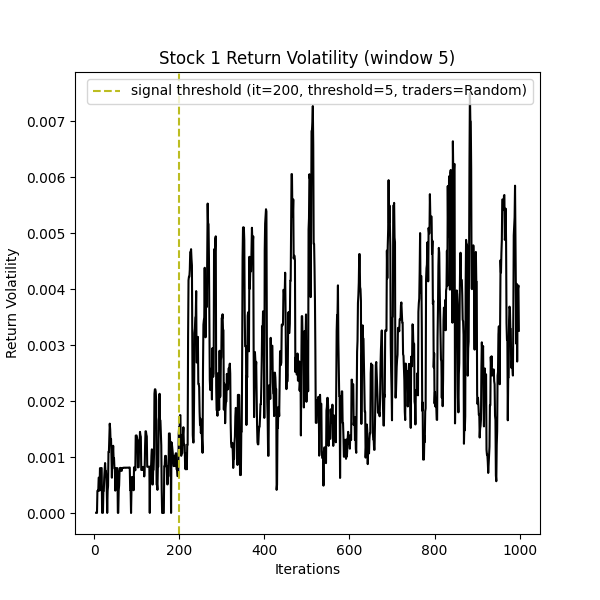 Stock 1 Return Volatility (window 5)
signal threshold (it=200, threshold=5, traders=Random)
0.007
0.006
0.005
0.004
0.003
0.002
0.001
0.000
Return Volatility
0 200 400 600 800 1000
Iterations